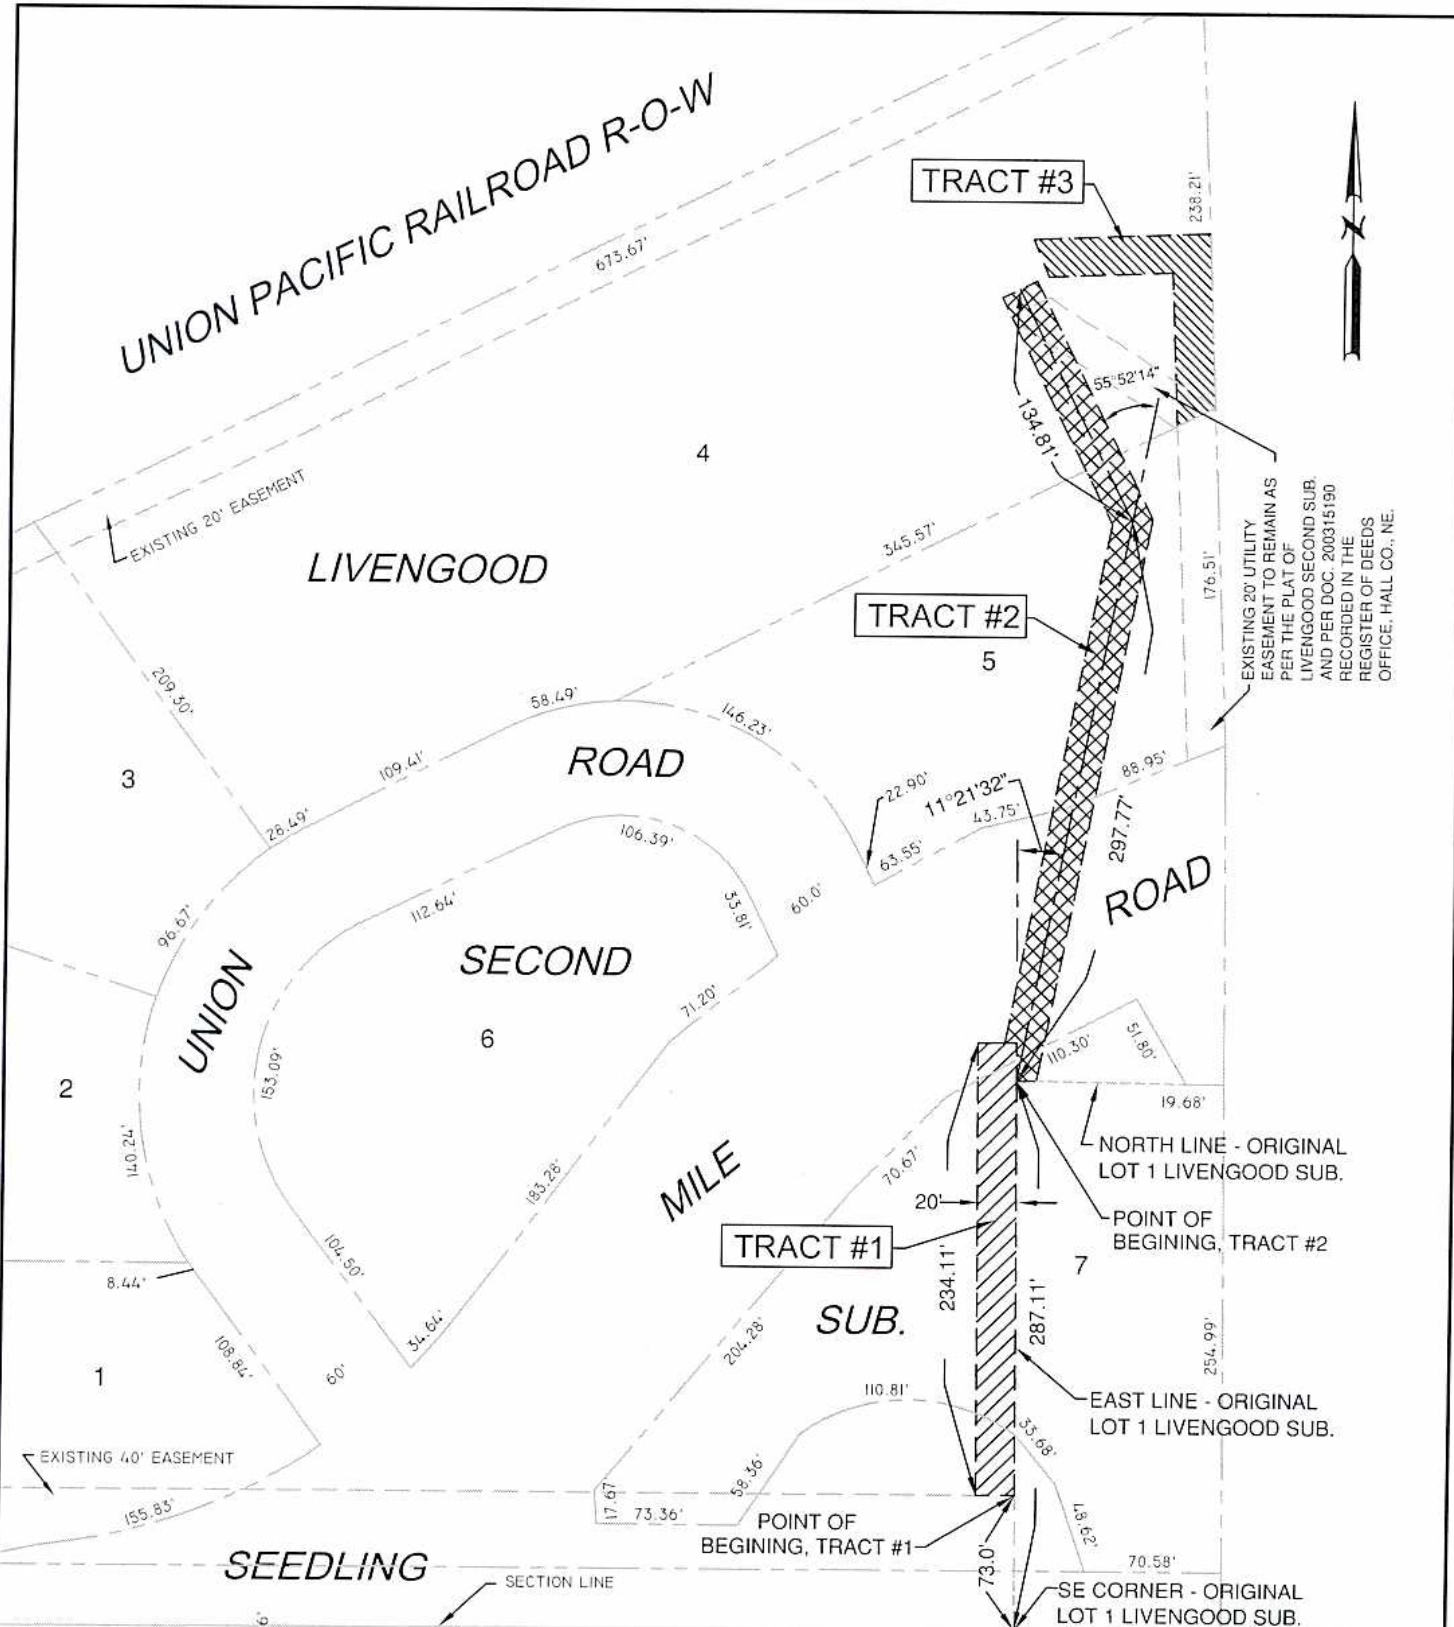 UNION PACIFIC RAILROAD R-O-W
673.67'
TRACT #3
238.21'
N
55°52'14"
134.81'
4
EXISTING 20' EASEMENT
LIVENGOOD
345.57'
TRACT #2
5
176.51'
EXISTING 20' UTILITY
EASEMENT TO REMAIN AS
PER THE PLAT OF
LIVENGOOD SECOND SUB.
AND PER DOC. 200315190
RECORDED IN THE
REGISTER OF DEEDS
OFFICE, HALL CO., NE.
209.30'
58.49'
146.23'
3
109.41'
ROAD
22.90'
11°21'32"
43.75'
88.95'
28.49'
106.39'
63.55'
297.77'
112.64'
33.81'
60.0'
ROAD
96.67'
SECOND
UNION
71.20'
6
153.09'
110.30'
51.80'
2
19.68'
140.24'
NORTH LINE - ORIGINAL
LOT 1 LIVENGOOD SUB.
183.28'
MILE
70.67'
20'
POINT OF
BEGINING, TRACT #2
TRACT #1
7
104.50'
8.44'
234.11'
287.11'
SUB.
34.64'
204.28'
254.99'
108.84'
60'
1
110.81'
EAST LINE - ORIGINAL
LOT 1 LIVENGOOD SUB.
33.68'
EXISTING 40' EASEMENT
58.36'
155.83'
17.67'
73.36'
48.62'
POINT OF
BEGINING, TRACT #1
73.0'
70.58'
SEEDLING
SECTION LINE
SE CORNER - ORIGINAL
LOT 1 LIVENGOOD SUB.